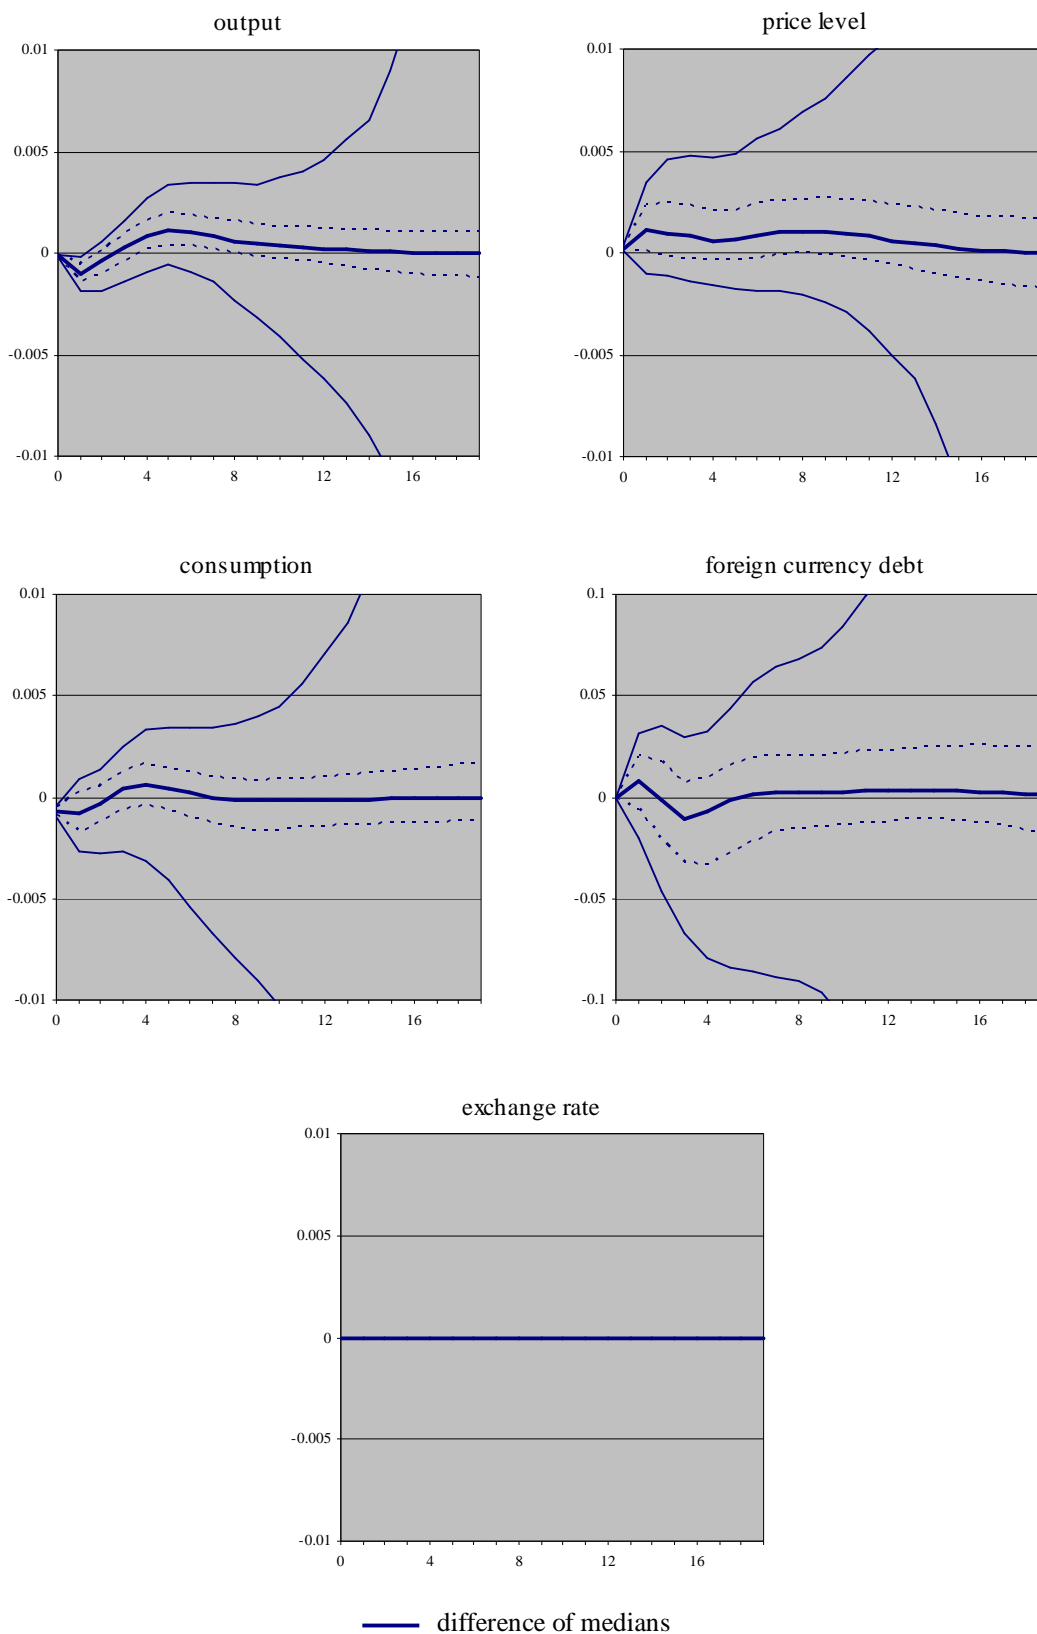 output
price level
0.01
0.005
0
-0.005
-0.01
0 4 8 12 16
0.01
0.005
0
-0.005
-0.01
0 4 8 12 16
consumption
foreign currency debt
0.01
0.005
0
-0.005
-0.01
0 4 8 12 16
0.1
0.05
0
-0.05
-0.1
0 4 8 12 16
exchange rate
0.01
0.005
0
-0.005
-0.01
0 4 8 12 16
difference of medians